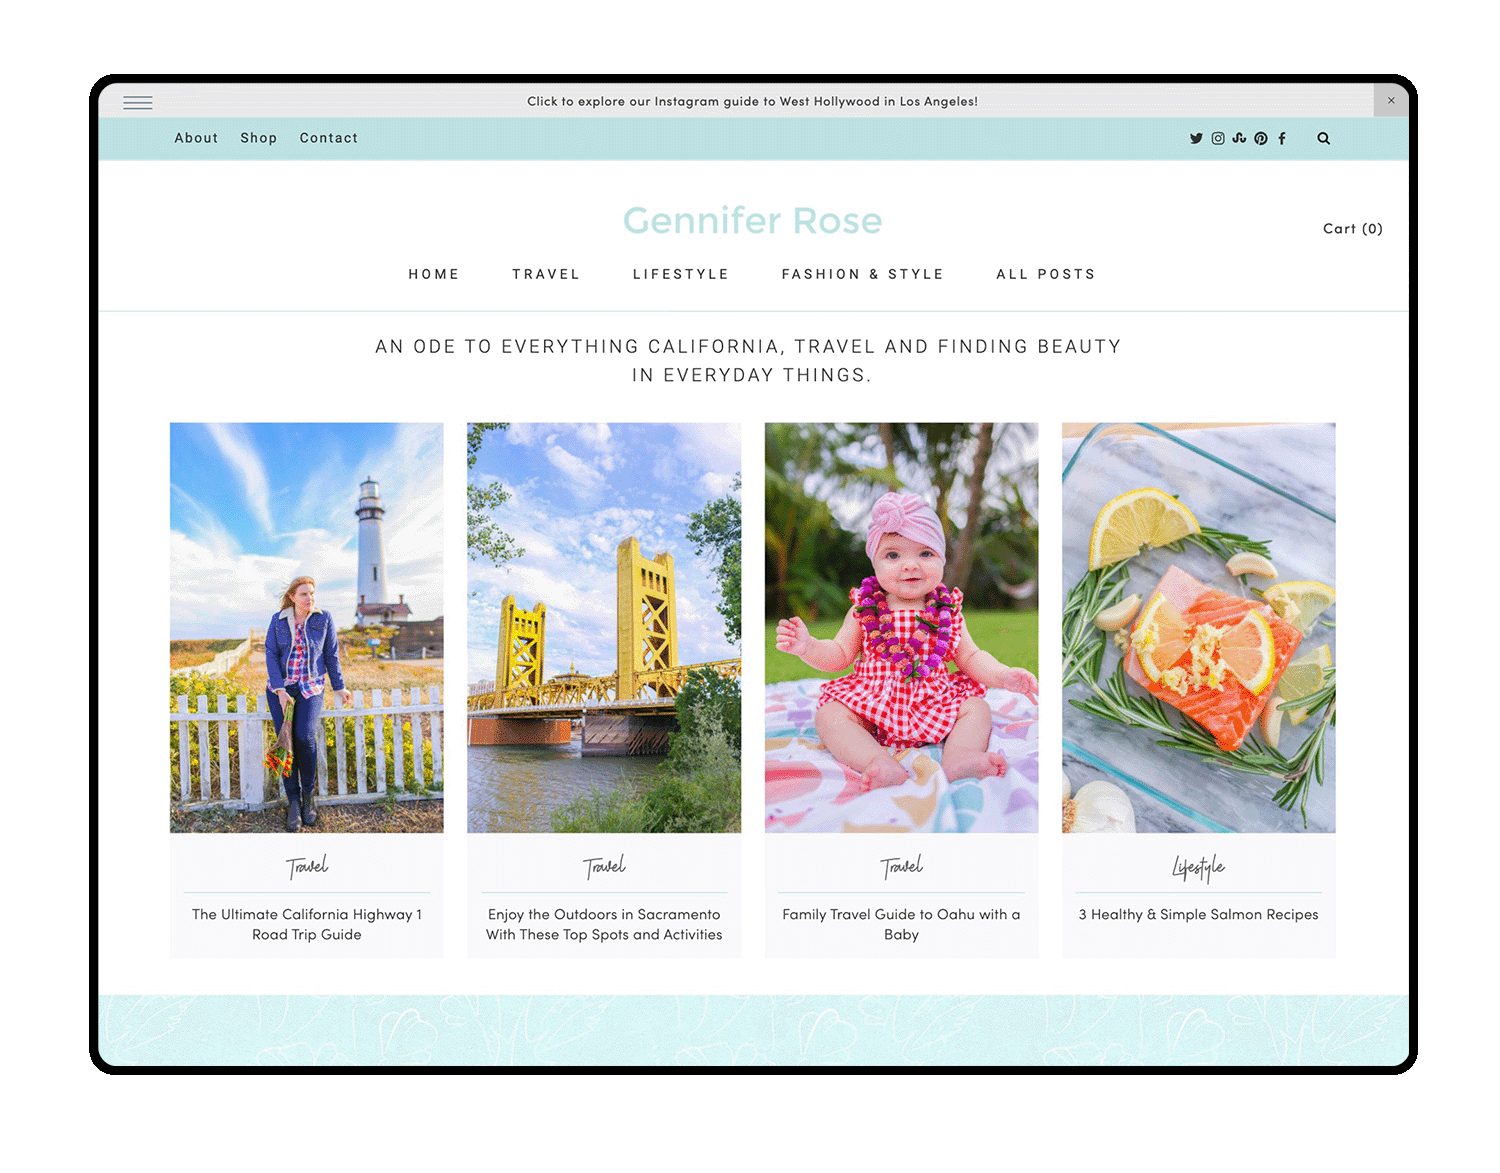 Click to explore our Instagram guide to West Hollywood in Los Angeles!
×
About Shop Contact
Gennifer Rose
Cart (0)
HOME TRAVEL LIFESTYLE FASHION & STYLE ALL POSTS
AN ODE TO EVERYTHING CALIFORNIA, TRAVEL AND FINDING BEAUTY
IN EVERYDAY THINGS.
Travel
The Ultimate California Highway 1
Road Trip Guide
Travel
Enjoy the Outdoors in Sacramento
With These Top Spots and Activities
Travel
Family Travel Guide to Oahu with a
Baby
Lifestyle
3 Healthy & Simple Salmon Recipes